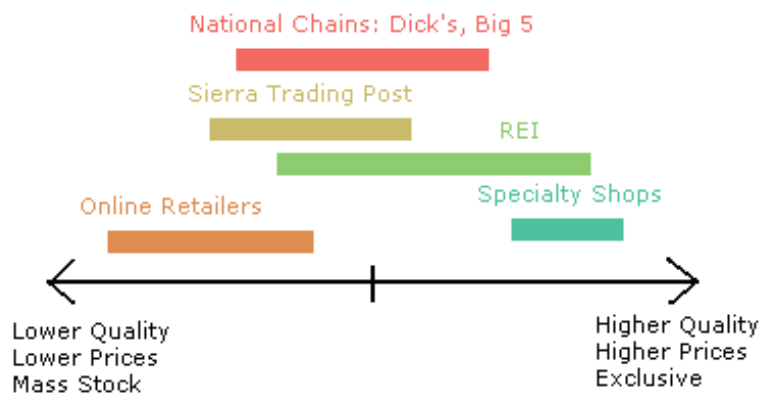 National Chains: Dick's, Big 5
Sierra Trading Post
REI
Specialty Shops
Online Retailers
Lower Quality
Lower Prices
Mass Stock
Higher Quality
Higher Prices
Exclusive